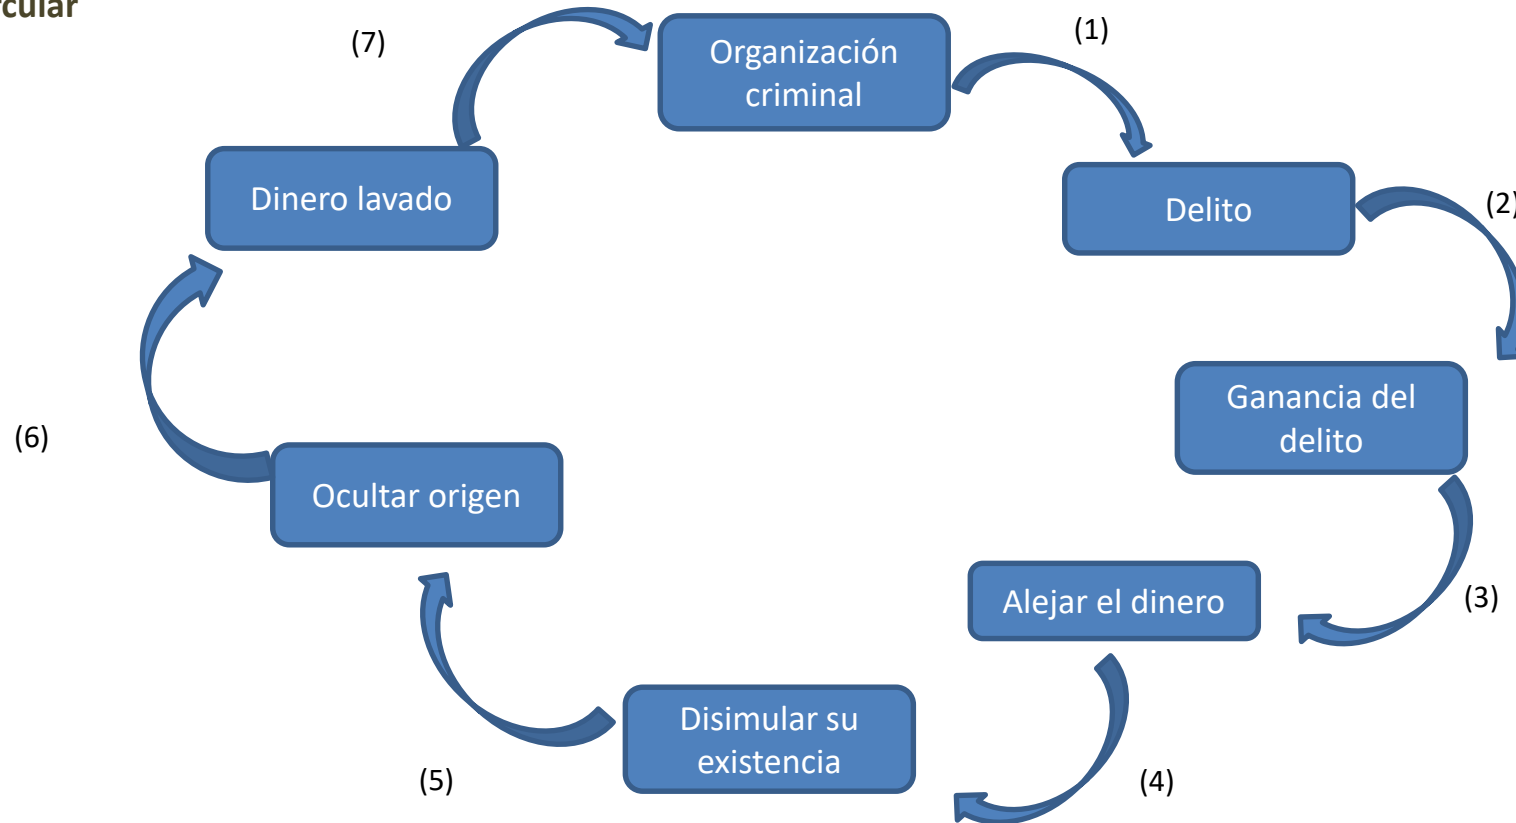 (7)
Organización
criminal
(1)
Dinero lavado
Delito
(2)
Ganancia del
delito
(6)
Ocultar origen
Alejar el dinero
(3)
Disimular su
existencia
(5)
(4)